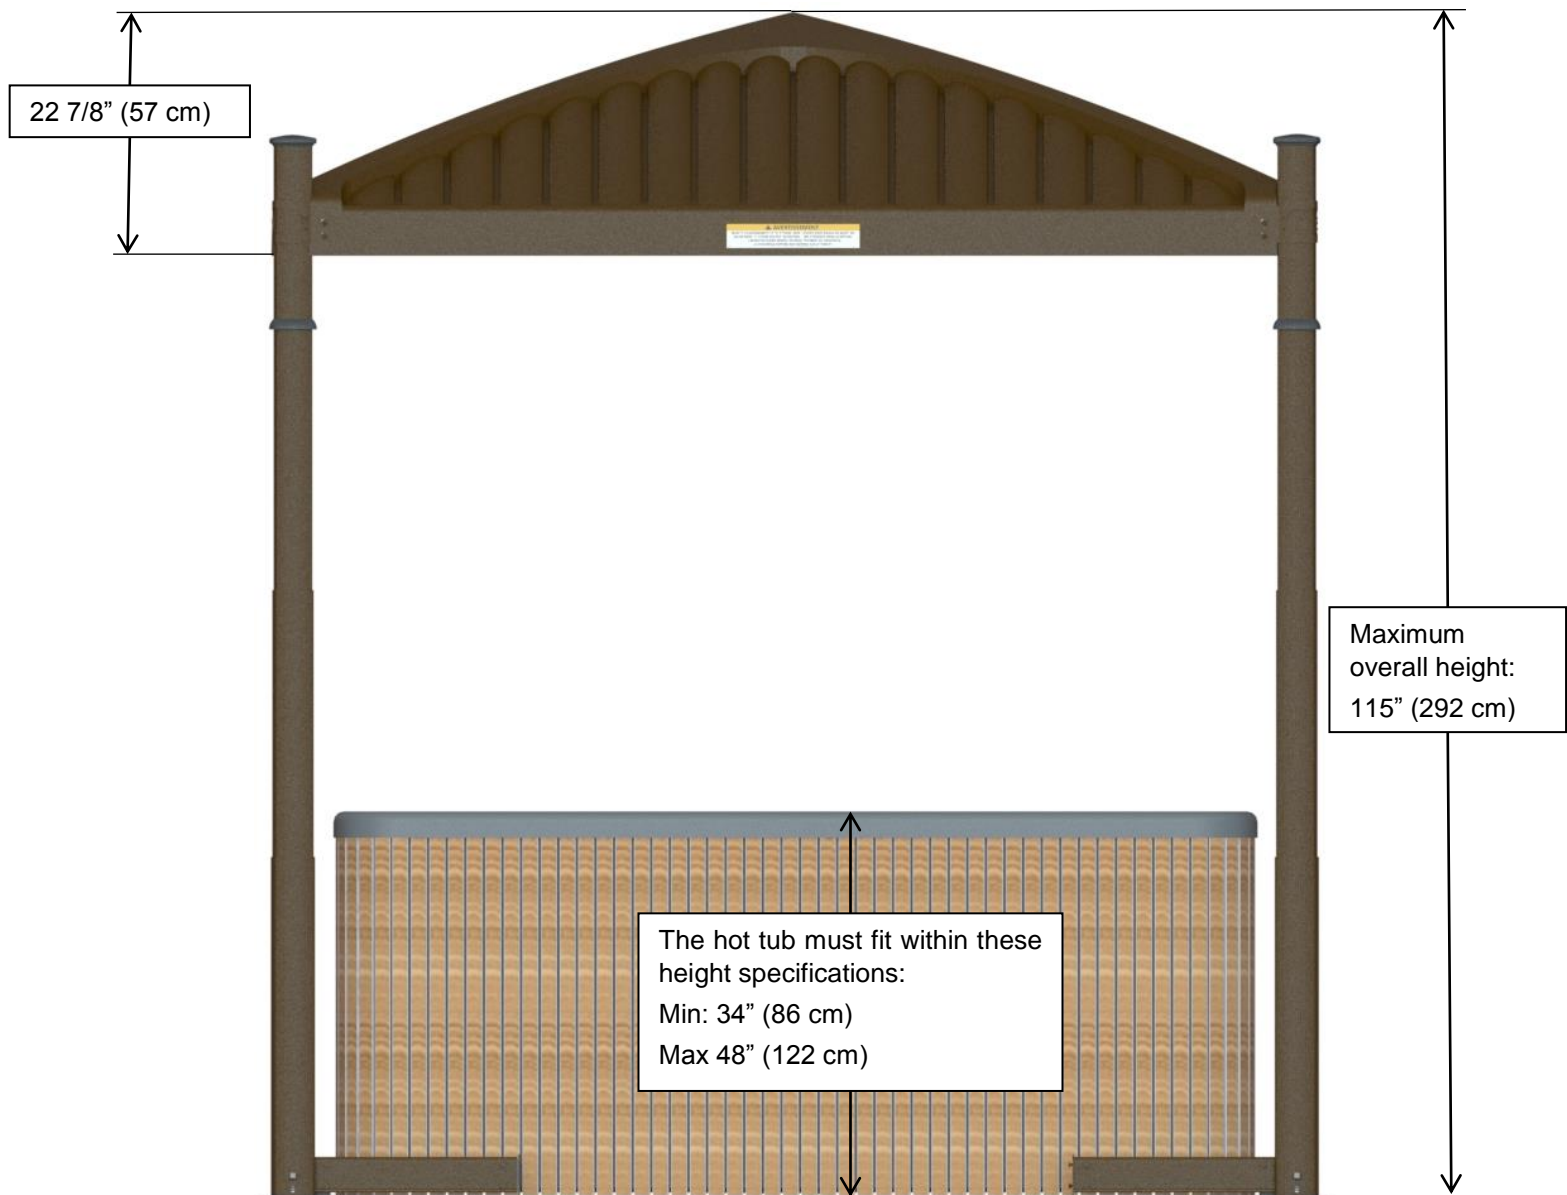 22 7/8” (57 cm)
AVERTISSEMENT
Maximum
overall height:
115” (292 cm)
The hot tub must fit within these
height specifications:
Min: 34” (86 cm)
Max 48” (122 cm)